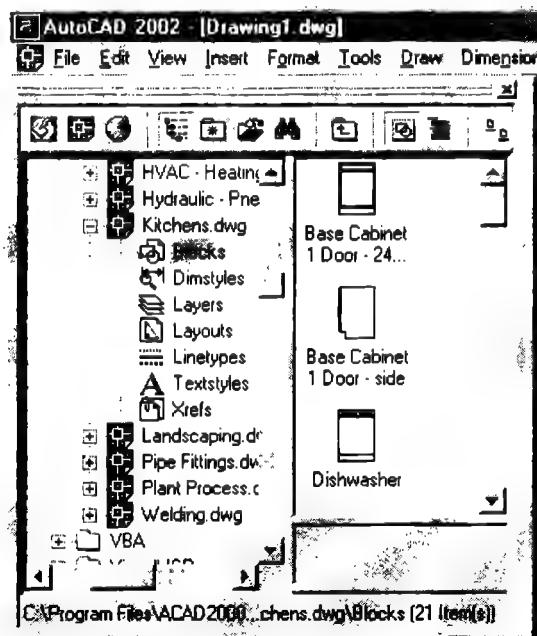 AutoCAD 2002 - [Drawing1.dwg]
File Edit View Insert Format Tools Draw Dimension
HVAC - Heating
Hydraulic - Pne
Kitchens.dwg
Blocks
Dimstyles
Layers
Layouts
Linetypes
Textstyles
Xrefs
Landscaping.dr
Pipe Fittings.dw
Plant Process.c
Welding.dwg
VBA
Base Cabinet
1 Door - 24...
Base Cabinet
1 Door - side
Dishwasher
C:\Program Files\ACAD2000...chens.dwg\Blocks (21 Item(s))